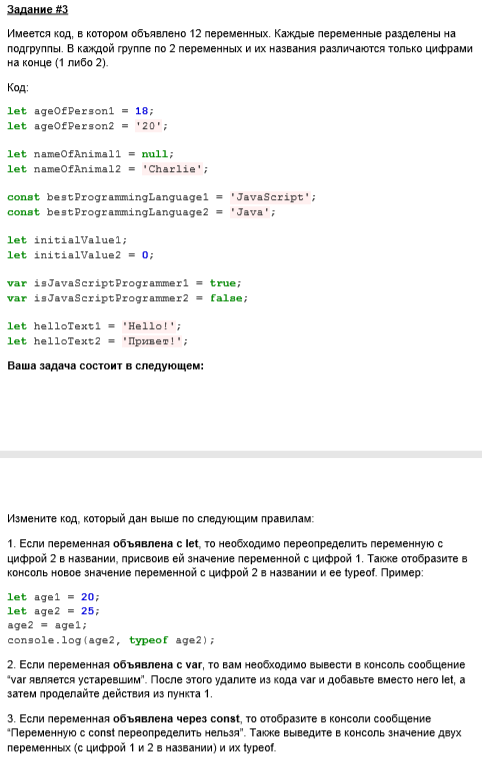 Задание #3
Имеется код, в котором объявлено 12 переменных. Каждые переменные разделены на
подгруппы. В каждой группе по 2 переменных и их названия различаются только цифрами
на конце (1 либо 2).
Код:
let ageOfPerson1 = 18;
let ageOfPerson2 = '20';
let nameOfAnimal1 = null;
let nameOfAnimal2 = 'Charlie';
const bestProgrammingLanguage1 = 'JavaScript';
const bestProgrammingLanguage2 = 'Java';
let initialValue1;
let initialValue2 = 0;
var isJavaScriptProgrammer1 = true;
var isJavaScriptProgrammer2 = false;
let helloText1 = 'Hello!';
let helloText2 = 'Привет!';
Ваша задача состоит в следующем:
Измените код, который дан выше по следующим правилам:
1. Если переменная объявлена с let, то необходимо переопределить переменную с
цифрой 2 в названии, присвоив ей значение переменной с цифрой 1. Также отобразите в
консоль новое значение переменной с цифрой 2 в названии и ее typeof. Пример:
let age1 = 20;
let age2 = 25;
age2 = age1;
console.log(age2, typeof age2);
2. Если переменная объявлена с var, то вам необходимо вывести в консоль сообщение
“var является устаревшим”. После этого удалите из кода var и добавьте вместо него let, а
затем проделайте действия из пункта 1.
3. Если переменная объявлена через const, то отобразите в консоли сообщение
“Переменную с const переопределить нельзя”. Также выведите в консоль значение двух
переменных (с цифрой 1 и 2 в названии) и их typeof.